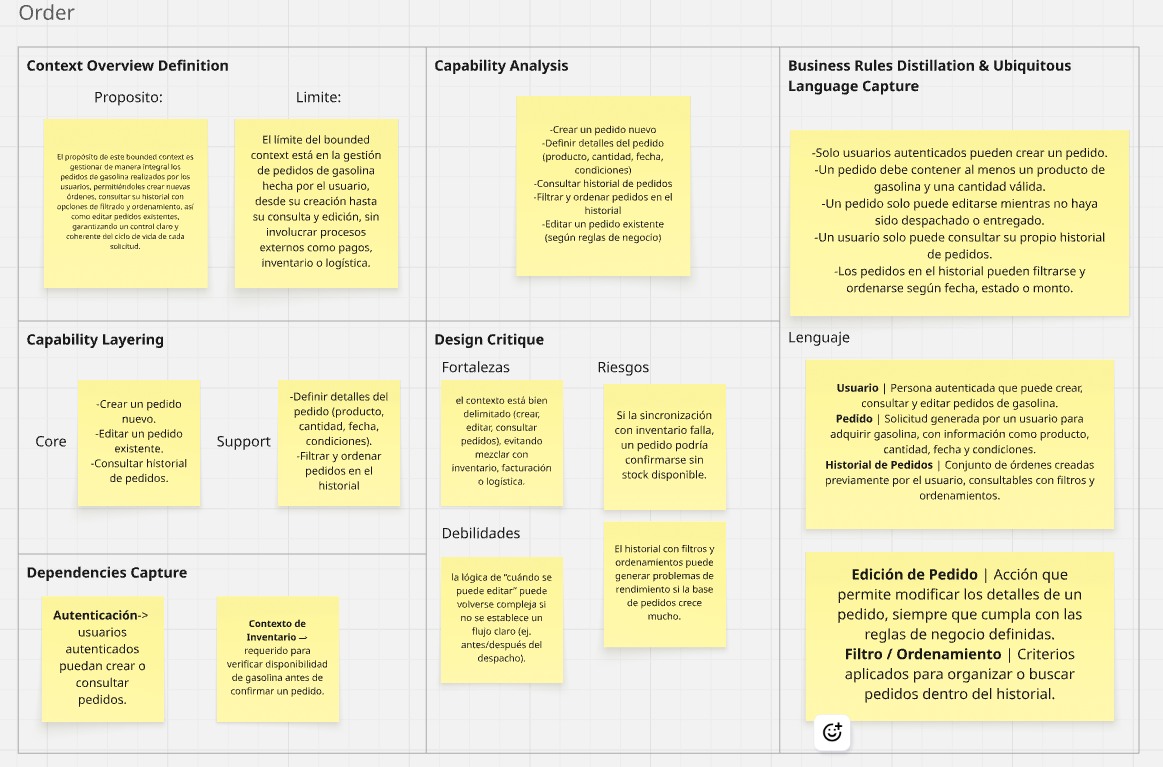 Order
Context Overview Definition
Proposito:
Limite:
El propósito de este bounded context es
gestionar de manera integral los
pedidos de gasolina realizados por los
usuarios, permitiéndoles crear nuevas
órdenes, consultar su historial con
opciones de filtrado y ordenamiento, así
como editar pedidos existentes,
garantizando un control claro y
coherente del ciclo de vida de cada
solicitud.
El límite del bounded
context está en la gestión
de pedidos de gasolina
hecha por el usuario,
desde su creación hasta
su consulta y edición, sin
involucrar procesos
externos como pagos,
inventario o logística.
Capability Analysis
-Crear un pedido nuevo
-Definir detalles del pedido
(producto, cantidad, fecha,
condiciones)
-Consultar historial de pedidos
-Filtrar y ordenar pedidos en el
historial
-Editar un pedido existente
(según reglas de negocio)
Business Rules Distillation & Ubiquitous
Language Capture
-Solo usuarios autenticados pueden crear un pedido.
-Un pedido debe contener al menos un producto de
gasolina y una cantidad válida.
-Un pedido solo puede editarse mientras no haya
sido despachado o entregado.
-Un usuario solo puede consultar su propio historial
de pedidos.
-Los pedidos en el historial pueden filtrarse y
ordenarse según fecha, estado o monto.
Lenguaje
Usuario | Persona autenticada que puede crear,
consultar y editar pedidos de gasolina.
Pedido | Solicitud generada por un usuario para
adquirir gasolina, con información como producto,
cantidad, fecha y condiciones.
Historial de Pedidos | Conjunto de órdenes creadas
previamente por el usuario, consultables con filtros y
ordenamientos.
Edición de Pedido | Acción que
permite modificar los detalles de un
pedido, siempre que cumpla con las
reglas de negocio definidas.
Filtro / Ordenamiento | Criterios
aplicados para organizar o buscar
pedidos dentro del historial.
Capability Layering
Core
-Crear un pedido
nuevo.
-Editar un pedido
existente.
-Consultar historial
de pedidos.
Support
-Definir detalles del
pedido (producto,
cantidad, fecha,
condiciones).
-Filtrar y ordenar
pedidos en el
historial
Design Critique
Fortalezas
el contexto está bien
delimitado (crear,
editar, consultar
pedidos), evitando
mezclar con
inventario, facturación
o logística.
Riesgos
Si la sincronización
con inventario falla,
un pedido podría
confirmarse sin
stock disponible.
El historial con filtros y
ordenamientos puede
generar problemas de
rendimiento si la base
de pedidos crece
mucho.
Debilidades
la lógica de "cuándo se
puede editar" puede
volverse compleja si
no se establece un
flujo claro (ej.
antes/después del
despacho).
Dependencies Capture
Autenticación->
usuarios
autenticados
puedan crear o
consultar
pedidos.
Contexto de
Inventario →
requerido para
verificar disponibilidad
de gasolina antes de
confirmar un pedido.